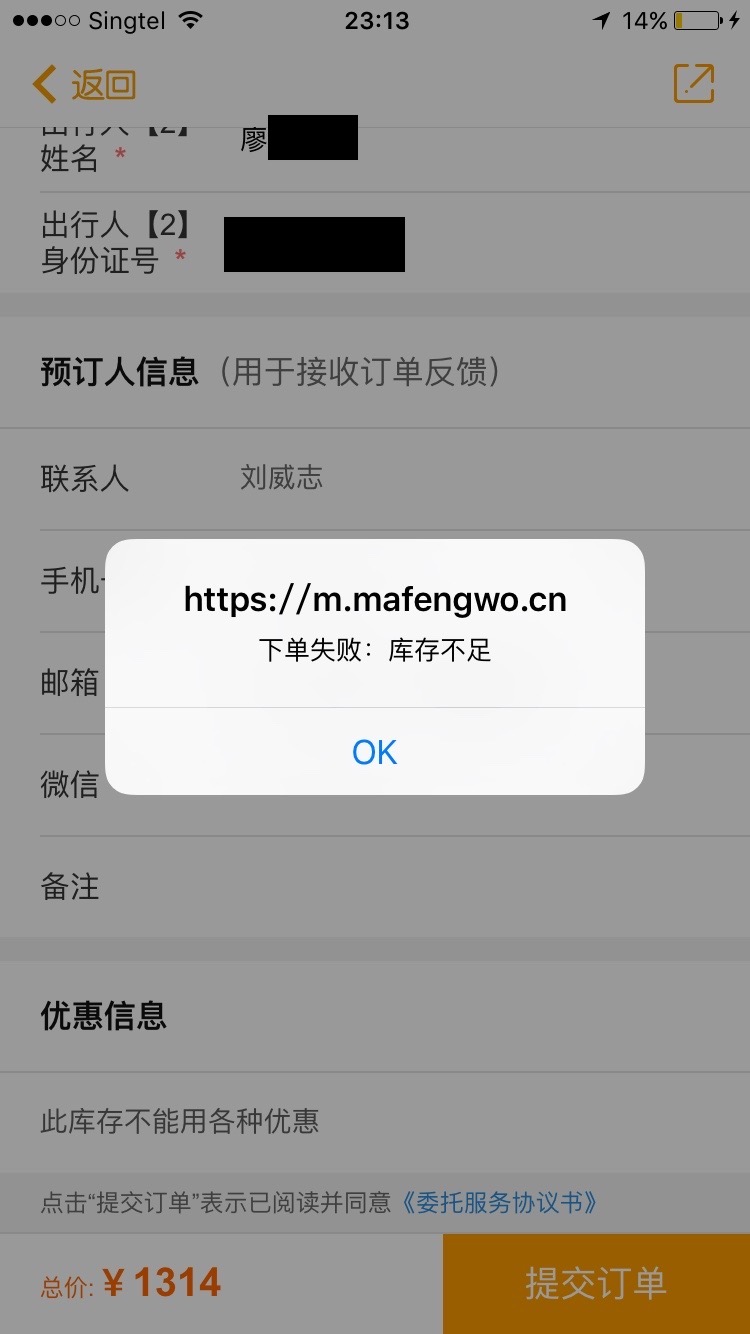 Singtel 23:13 14%
返回
出行人【2】
姓名 * 廖
出行人【2】
身份证号 *
预订人信息（用于接收订单反馈）
联系人 刘威志
手机
https://m.mafengwo.cn
下单失败：库存不足
邮箱
OK
微信
备注
优惠信息
此库存不能用各种优惠
点击“提交订单”表示已阅读并同意《委托服务协议书》
总价: ¥ 1314 提交订单